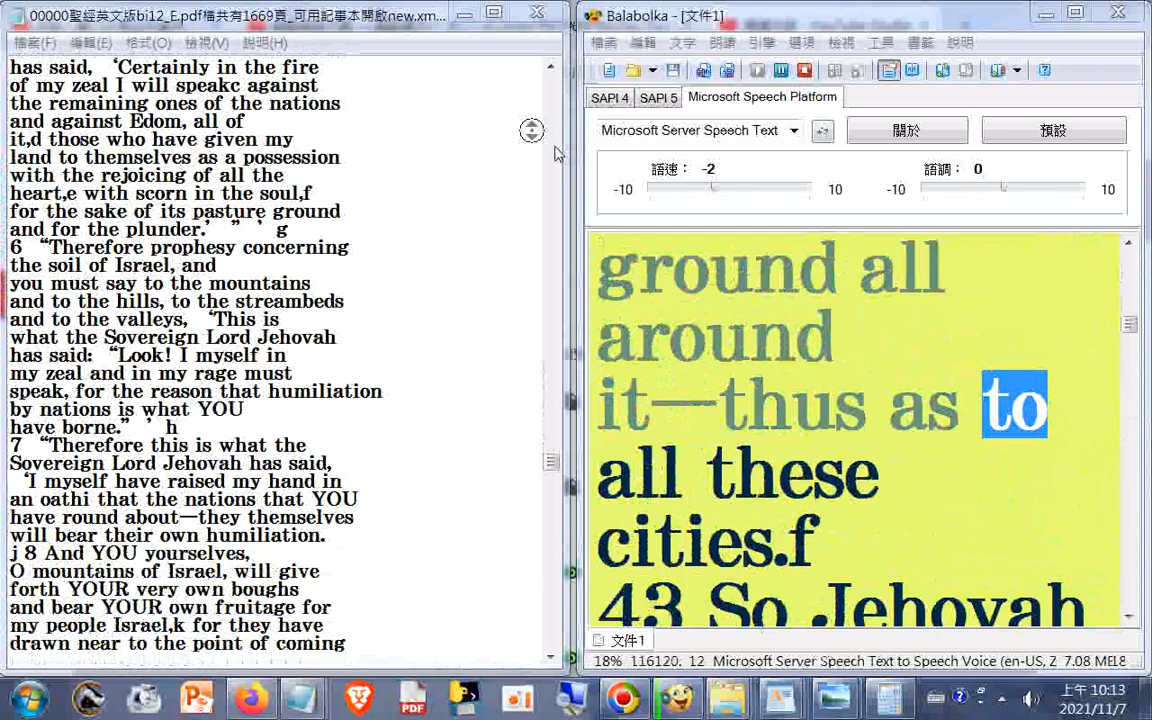 00000聖經英文版bi12_E.pdf檔共有1669頁_可用記事本開啟new.xm...
檔案(F) 編輯(E) 格式(O) 檢視(V) 說明(H)
has said, ‘Certainly in the fire
of my zeal I will speakc against
the remaining ones of the nations
and against Edom, all of
it,d those who have given my
land to themselves as a possession
with the rejoicing of all the
heart,e with scorn in the soul,f
for the sake of its pasture ground
and for the plunder.’ ” ’ g
6 “Therefore prophesy concerning
the soil of Israel, and
you must say to the mountains
and to the hills, to the streambeds
and to the valleys, ‘This is
what the Sovereign Lord Jehovah
has said: “Look! I myself in
my zeal and in my rage must
speak, for the reason that humiliation
by nations is what YOU
have borne.” ’ h
7 “Therefore this is what the
Sovereign Lord Jehovah has said,
‘I myself have raised my hand in
an oathi that the nations that YOU
have round about—they themselves
will bear their own humiliation.
j 8 And YOU yourselves,
O mountains of Israel, will give
forth YOUR very own boughs
and bear YOUR own fruitage for
my people Israel,k for they have
drawn near to the point of coming
Balabolka - [文件1]
檔案 編輯 文字 朗讀 引擎 選項 檢視 工具 書籤 說明
SAPI 4 SAPI 5 Microsoft Speech Platform
Microsoft Server Speech Text 關於 預設
語速： -2 語調： 0
-10 10 -10 10
ground all
around
it—thus as to
all these
cities.f
43 So Jehovah
文件1
18% 116120, 12 Microsoft Server Speech Text to Speech Voice (en-US, Z 7.08 MEL8
PDF
上午 10:13
2021/11/7